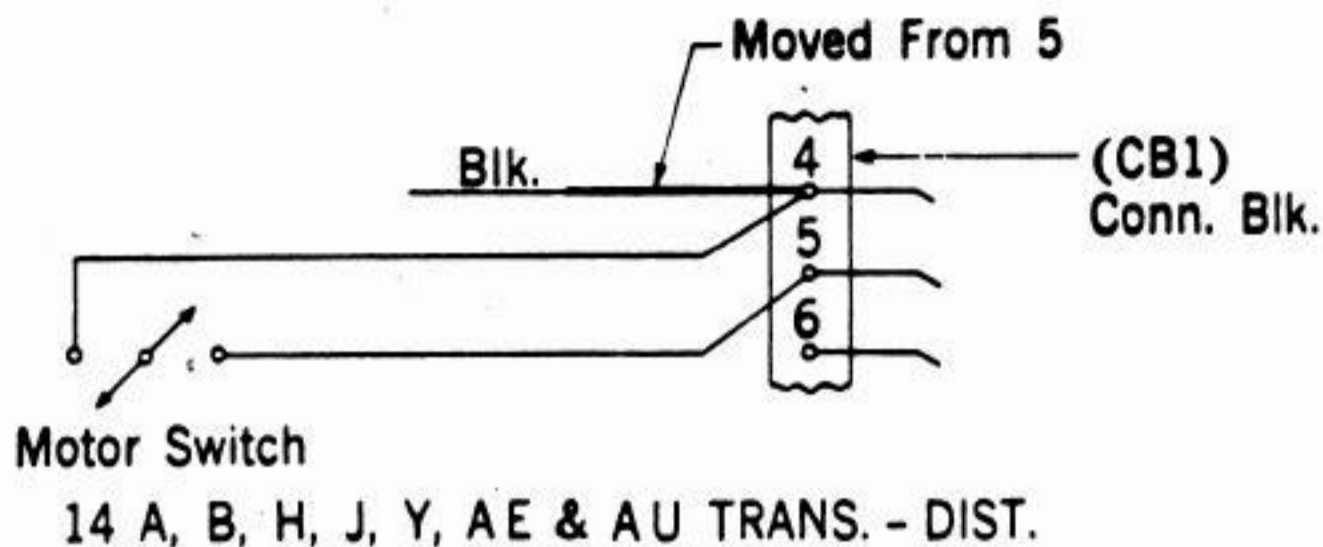 Moved From 5
Blk.
4
(CB1)
Conn. Blk.
5
6
Motor Switch
14 A, B, H, J, Y, AE & AU TRANS. - DIST.